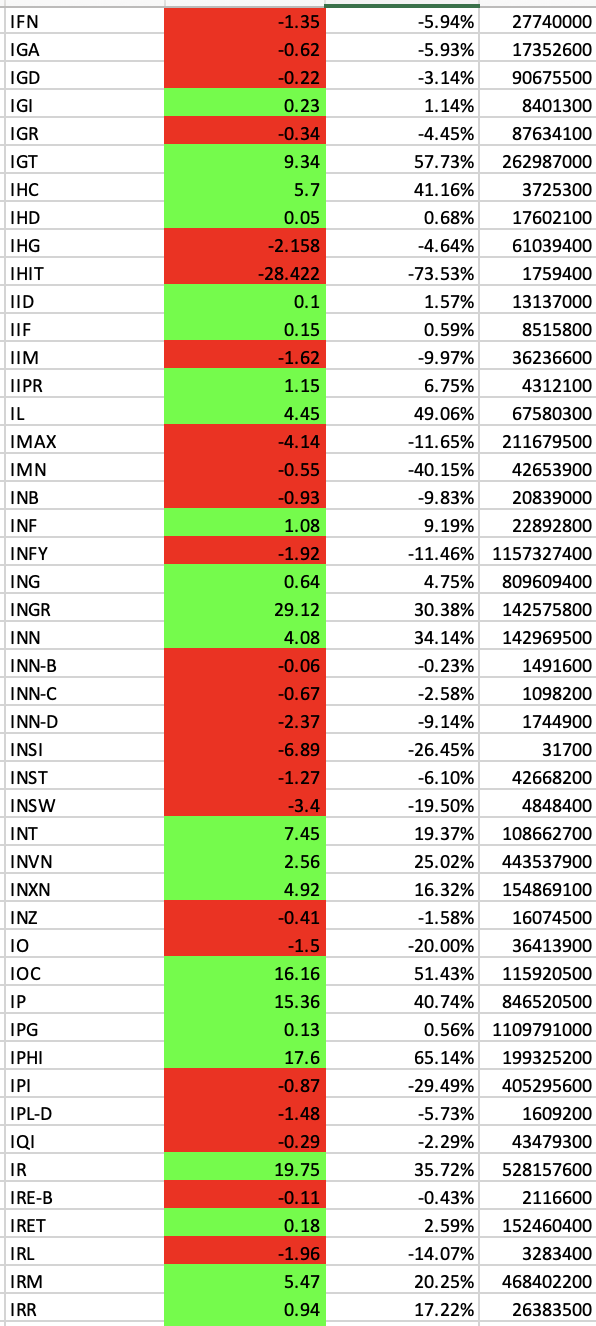 IFN -1.35 -5.94% 27740000
IGA -0.62 -5.93% 17352600
IGD -0.22 -3.14% 90675500
IGI 0.23 1.14% 8401300
IGR -0.34 -4.45% 87634100
IGT 9.34 57.73% 262987000
IHC 5.7 41.16% 3725300
IHD 0.05 0.68% 17602100
IHG -2.158 -4.64% 61039400
IHIT -28.422 -73.53% 1759400
IID 0.1 1.57% 13137000
IIF 0.15 0.59% 8515800
IIM -1.62 -9.97% 36236600
IIPR 1.15 6.75% 4312100
IL 4.45 49.06% 67580300
IMAX -4.14 -11.65% 211679500
IMN -0.55 -40.15% 42653900
INB -0.93 -9.83% 20839000
INF 1.08 9.19% 22892800
INFY -1.92 -11.46% 1157327400
ING 0.64 4.75% 809609400
INGR 29.12 30.38% 142575800
INN 4.08 34.14% 142969500
INN-B -0.06 -0.23% 1491600
INN-C -0.67 -2.58% 1098200
INN-D -2.37 -9.14% 1744900
INSI -6.89 -26.45% 31700
INST -1.27 -6.10% 42668200
INSW -3.4 -19.50% 4848400
INT 7.45 19.37% 108662700
INVN 2.56 25.02% 443537900
INXN 4.92 16.32% 154869100
INZ -0.41 -1.58% 16074500
IO -1.5 -20.00% 36413900
IOC 16.16 51.43% 115920500
IP 15.36 40.74% 846520500
IPG 0.13 0.56% 1109791000
IPHI 17.6 65.14% 199325200
IPI -0.87 -29.49% 405295600
IPL-D -1.48 -5.73% 1609200
IQI -0.29 -2.29% 43479300
IR 19.75 35.72% 528157600
IRE-B -0.11 -0.43% 2116600
IRET 0.18 2.59% 152460400
IRL -1.96 -14.07% 3283400
IRM 5.47 20.25% 468402200
IRR 0.94 17.22% 26383500